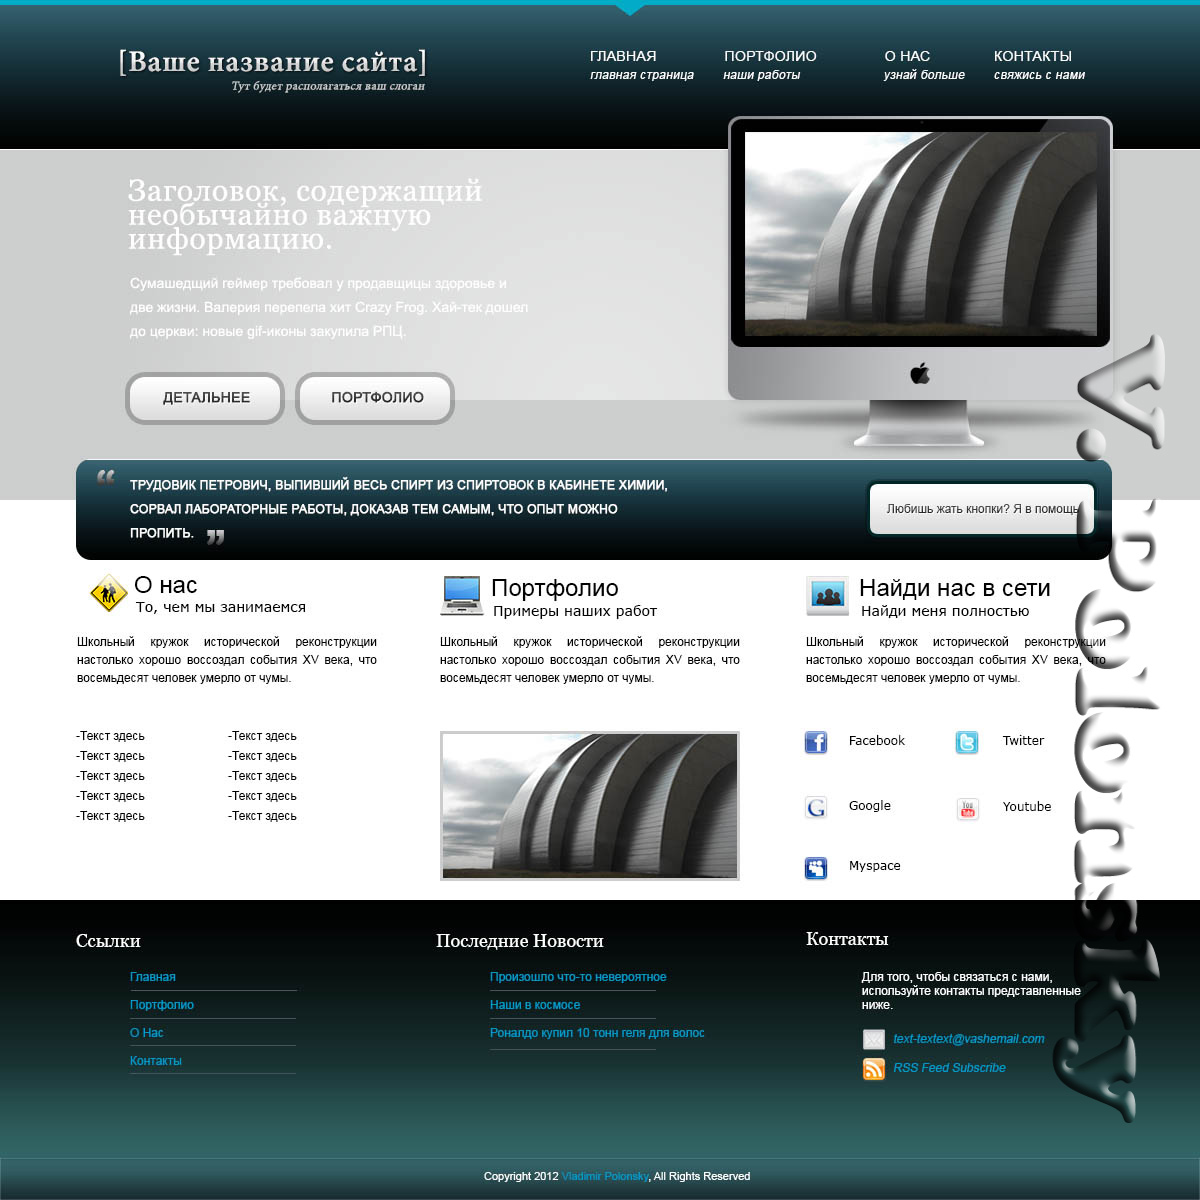 [Ваше название сайта]
Тут будет располагаться ваш слоган
ГЛАВНАЯ
главная страница
ПОРТФОЛИО
наши работы
О НАС
узнай больше
КОНТАКТЫ
свяжись с нами
Заголовок, содержащий
необычайно важную
информацию.
Сумашедщий геймер требовал у продавщицы здоровье и
две жизни. Валерия перепела хит Crazy Frog. Хай-тек дошел
до церкви: новые gif-иконы закупила РПЦ.
ДЕТАЛЬНЕЕ
ПОРТФОЛИО
“ ТРУДОВИК ПЕТРОВИЧ, ВЫПИВШИЙ ВЕСЬ СПИРТ ИЗ СПИРТОВОК В КАБИНЕТЕ ХИМИИ,
СОРВАЛ ЛАБОРАТОРНЫЕ РАБОТЫ, ДОКАЗАВ ТЕМ САМЫМ, ЧТО ОПЫТ МОЖНО
ПРОПИТЬ. ”
Любишь жать кнопки? Я в помощь
О нас
То, чем мы занимаемся
Школьный кружок исторической реконструкции
настолько хорошо воссоздал события XV века, что
восемьдесят человек умерло от чумы.
-Текст здесь
-Текст здесь
-Текст здесь
-Текст здесь
-Текст здесь
-Текст здесь
-Текст здесь
-Текст здесь
-Текст здесь
-Текст здесь
Портфолио
Примеры наших работ
Школьный кружок исторической реконструкции
настолько хорошо воссоздал события XV века, что
восемьдесят человек умерло от чумы.
Найди нас в сети
Найди меня полностью
Школьный кружок исторической реконструкции
настолько хорошо воссоздал события XV века, что
восемьдесят человек умерло от чумы.
f Facebook
t Twitter
G Google
You Tube Youtube
Myspace
V. Polonsky
Ссылки
Главная
Портфолио
О Нас
Контакты
Последние Новости
Произошло что-то невероятное
Наши в космосе
Роналдо купил 10 тонн геля для волос
Контакты
Для того, чтобы связаться с нами,
используйте контакты представленные
ниже.
text-textext@vashemail.com
RSS Feed Subscribe
Copyright 2012 Vladimir Polonsky, All Rights Reserved